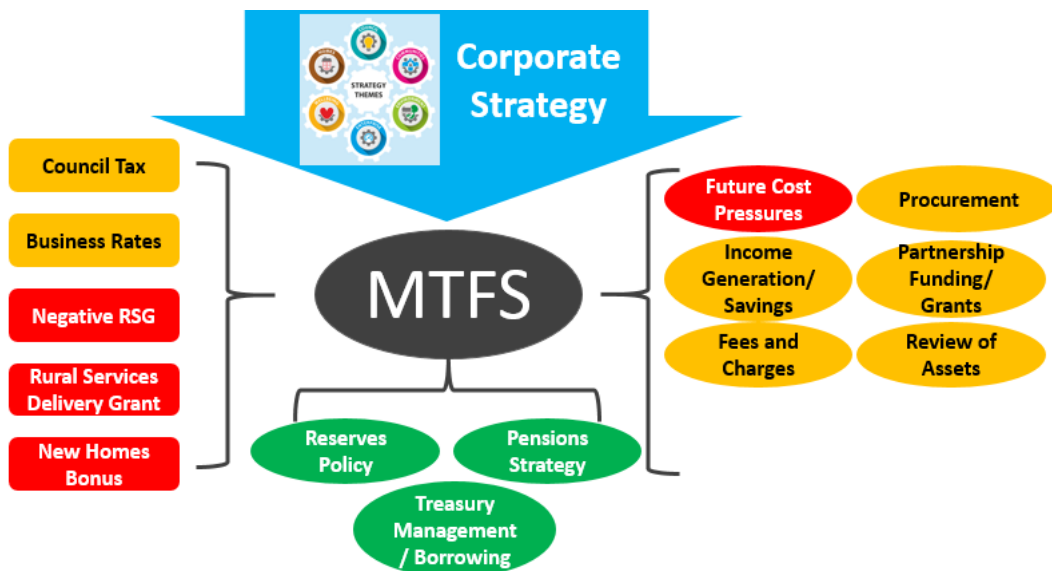 Corporate
Strategy
STRATEGY
THEMES
Council Tax
Business Rates
Negative RSG
Rural Services
Delivery Grant
New Homes
Bonus
MTFS
Future Cost
Pressures
Procurement
Income
Generation/
Savings
Partnership
Funding/
Grants
Fees and
Charges
Review of
Assets
Reserves
Policy
Pensions
Strategy
Treasury
Management
/ Borrowing